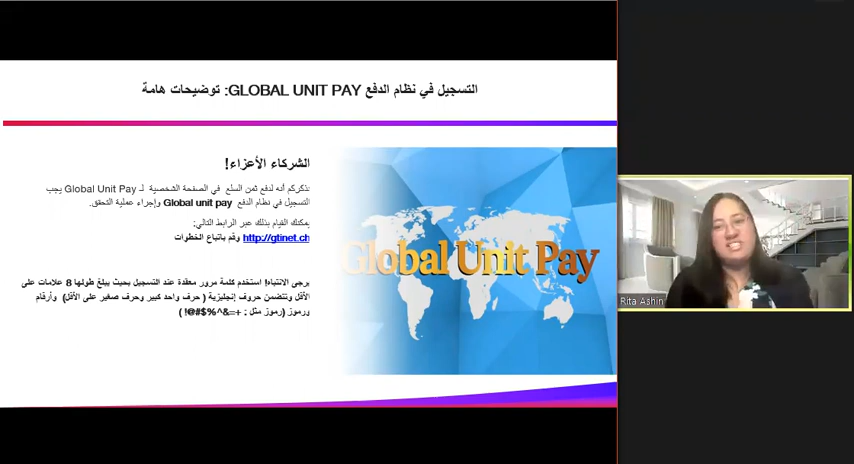 التسجيل في نظام الدفع GLOBAL UNIT PAY: توضيحات هامة
الشركاء الأعزاء!
نذكركم أنه لدفع ثمن السلع في الصفحة الشخصية لـ Global Unit Pay يجب
التسجيل في نظام الدفع Global unit pay وإجراء عملية التحقق.
يمكنك القيام بذلك عبر الرابط التالي:
http://gtinet.ch وقم باتباع الخطوات
يرجى الانتباه! استخدم كلمة مرور معقدة عند التسجيل بحيث يبلغ طولها 8 علامات على
الأقل وتتضمن حروف إنجليزية ( حرف واحد كبير وحرف صغير على الأقل) وأرقام
ورموز (رموز مثل : +=&^%$#@! )
Global Unit Pay
Rita Ashin